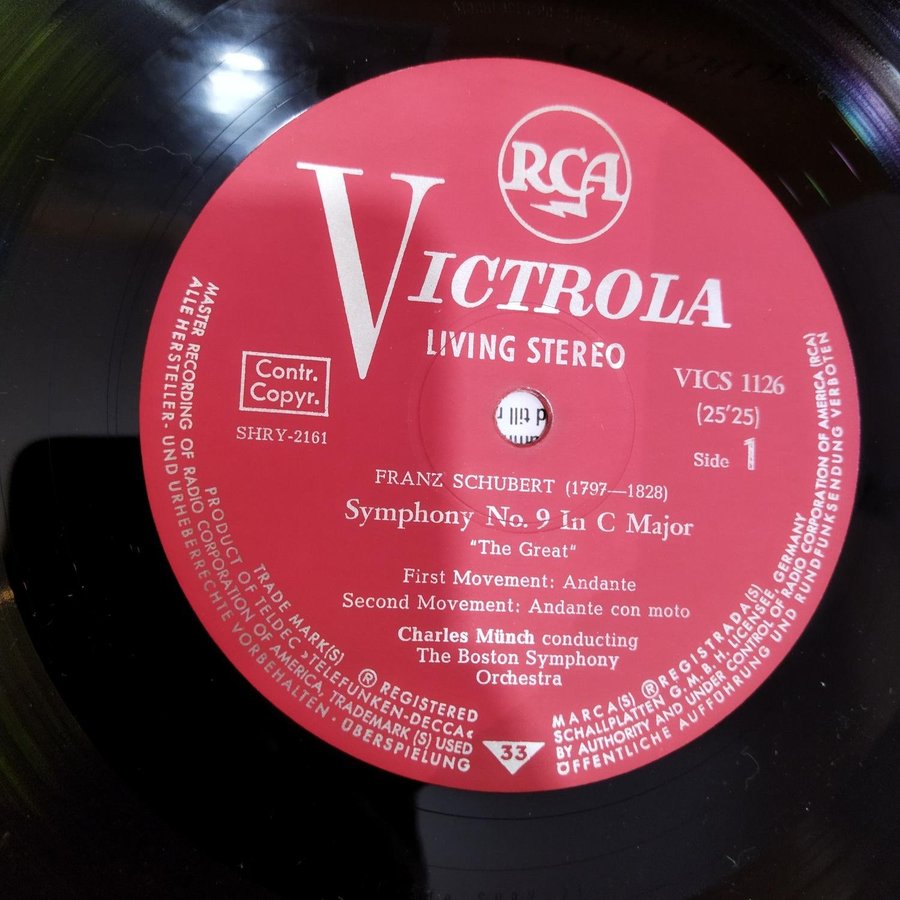 RCA
VICTROLA
LIVING STEREO
Contr.
Copyr.
SHRY-2161
VICS 1126
(25'25)
Side 1
FRANZ SCHUBERT (1797—1828)
Symphony No. 9 In C Major
"The Great"
First Movement: Andante
Second Movement: Andante con moto
Charles Münch conducting
The Boston Symphony
Orchestra
TRADE MARK(S) ® REGISTERED
MARCA(S) ® REGISTRADA(S)
PRODUCT OF TELDEC »TELEFUNKEN-DECCA«
SCHALLPLATTEN G.M.B.H. LICENSEE, GERMANY
MASTER RECORDING OF RADIO CORPORATION OF AMERICA, TRADEMARK (S) USED
BY AUTHORITY AND UNDER CONTROL OF RADIO CORPORATION OF AMERICA (RCA)
ALLE HERSTELLER- UND URHEBERRECHTE VORBEHALTEN · ÜBERSPIELUNG
ÖFFENTLICHE AUFFÜHRUNG UND RUNDFUNKSENDUNG VERBOTEN
33